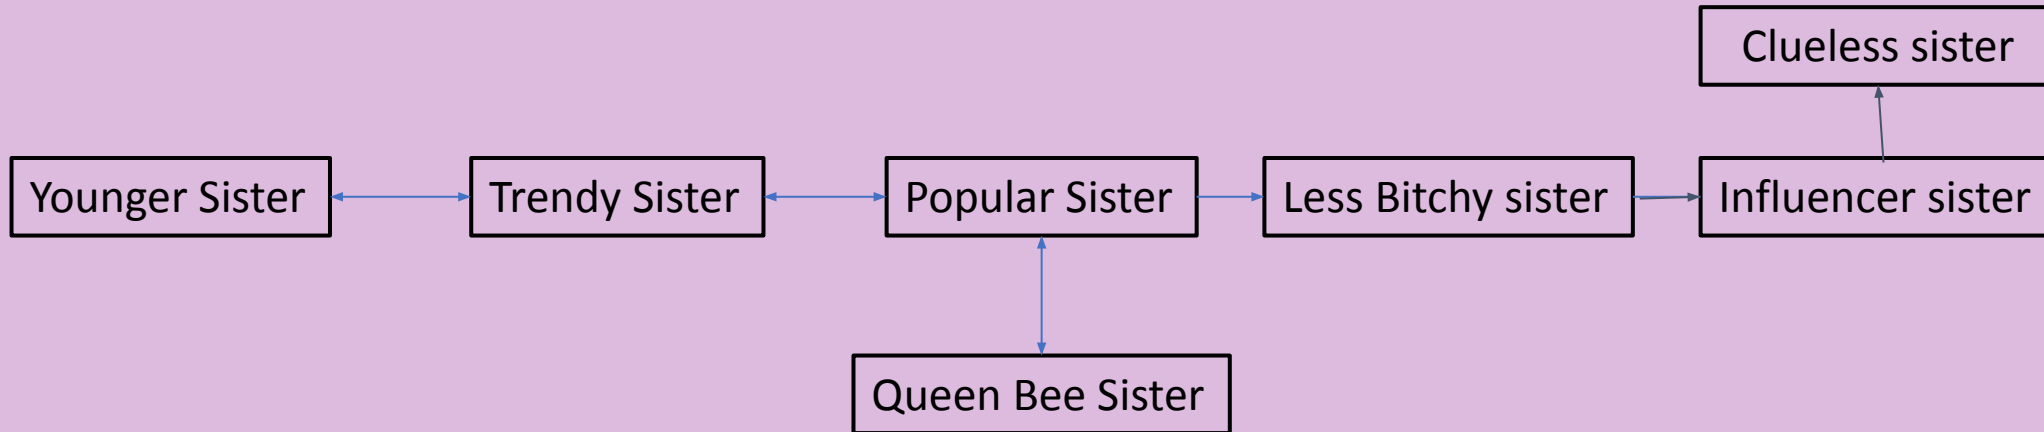 Clueless sister
Younger Sister
Trendy Sister
Popular Sister
Less Bitchy sister
Influencer sister
Queen Bee Sister